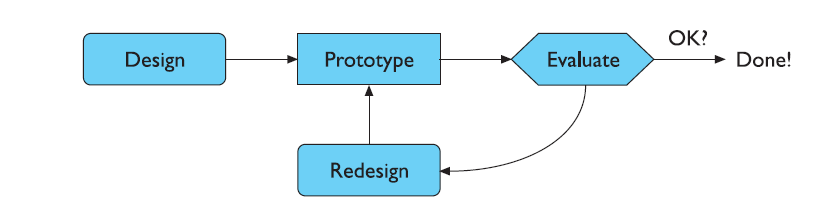 Design
Prototype
Evaluate
OK?
Done!
Redesign